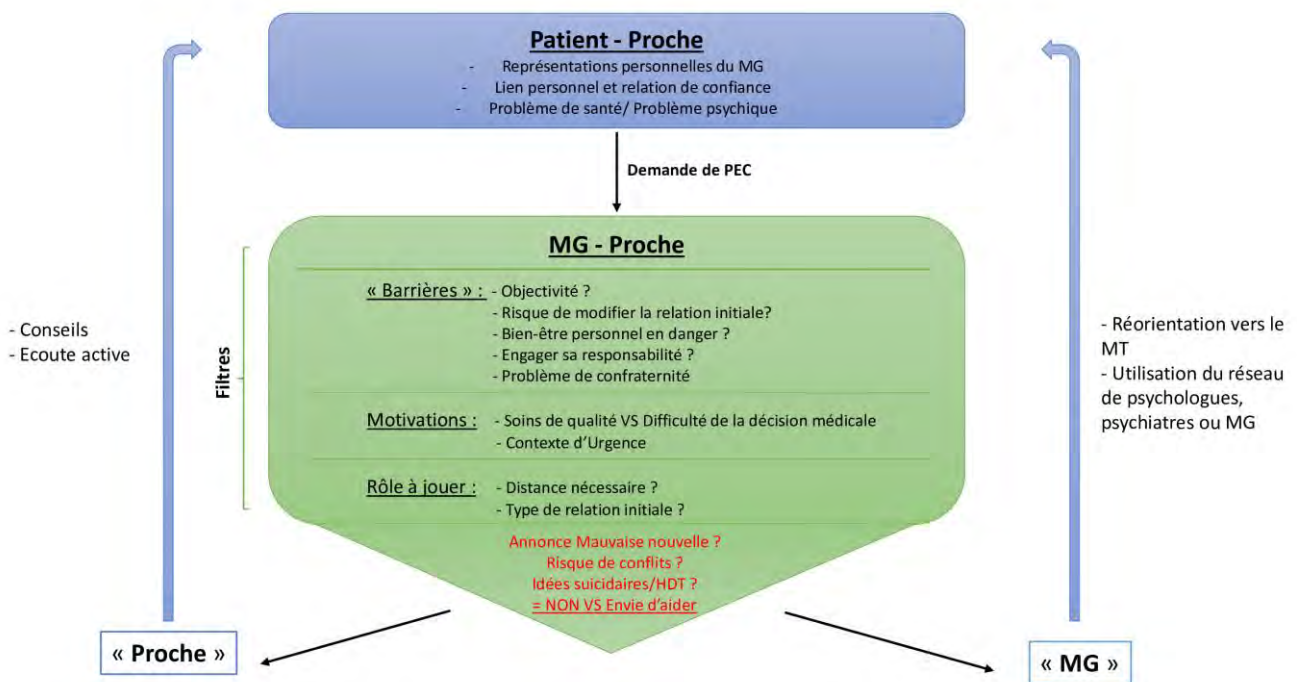 Patient - Proche
- Représentations personnelles du MG
- Lien personnel et relation de confiance
- Problème de santé/ Problème psychique
Demande de PEC
MG - Proche
« Barrières » : - Objectivité ?
- Risque de modifier la relation initiale?
- Bien-être personnel en danger ?
- Engager sa responsabilité ?
- Problème de confraternité
Motivations : - Soins de qualité VS Difficulté de la décision médicale
- Contexte d'Urgence
Rôle à jouer : - Distance nécessaire ?
- Type de relation initiale ?
Annonce Mauvaise nouvelle ?
Risque de conflits ?
Idées suicidaires/HDT ?
= NON VS Envie d'aider
Filtres
- Conseils
- Ecoute active
- Réorientation vers le
MT
- Utilisation du réseau
de psychologues,
psychiatres ou MG
« Proche »
« MG »